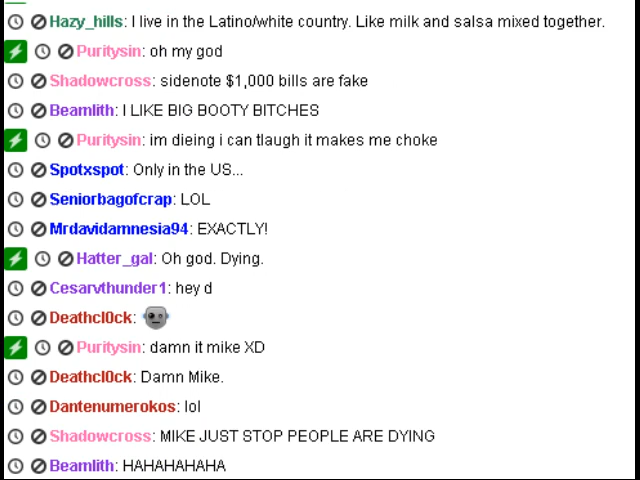 Hazy_hills: I live in the Latino/white country. Like milk and salsa mixed together.
Puritysin: oh my god
Shadowcross: sidenote $1,000 bills are fake
Beamlith: I LIKE BIG BOOTY BITCHES
Puritysin: im dieing i can tlaugh it makes me choke
Spotxspot: Only in the US...
Seniorbagofcrap: LOL
Mrdavidamnesia94: EXACTLY!
Hatter_gal: Oh god. Dying.
Cesarvthunder1: hey d
Deathcl0ck:
Puritysin: damn it mike XD
Deathcl0ck: Damn Mike.
Dantenumerokos: lol
Shadowcross: MIKE JUST STOP PEOPLE ARE DYING
Beamlith: HAHAHAHAHA